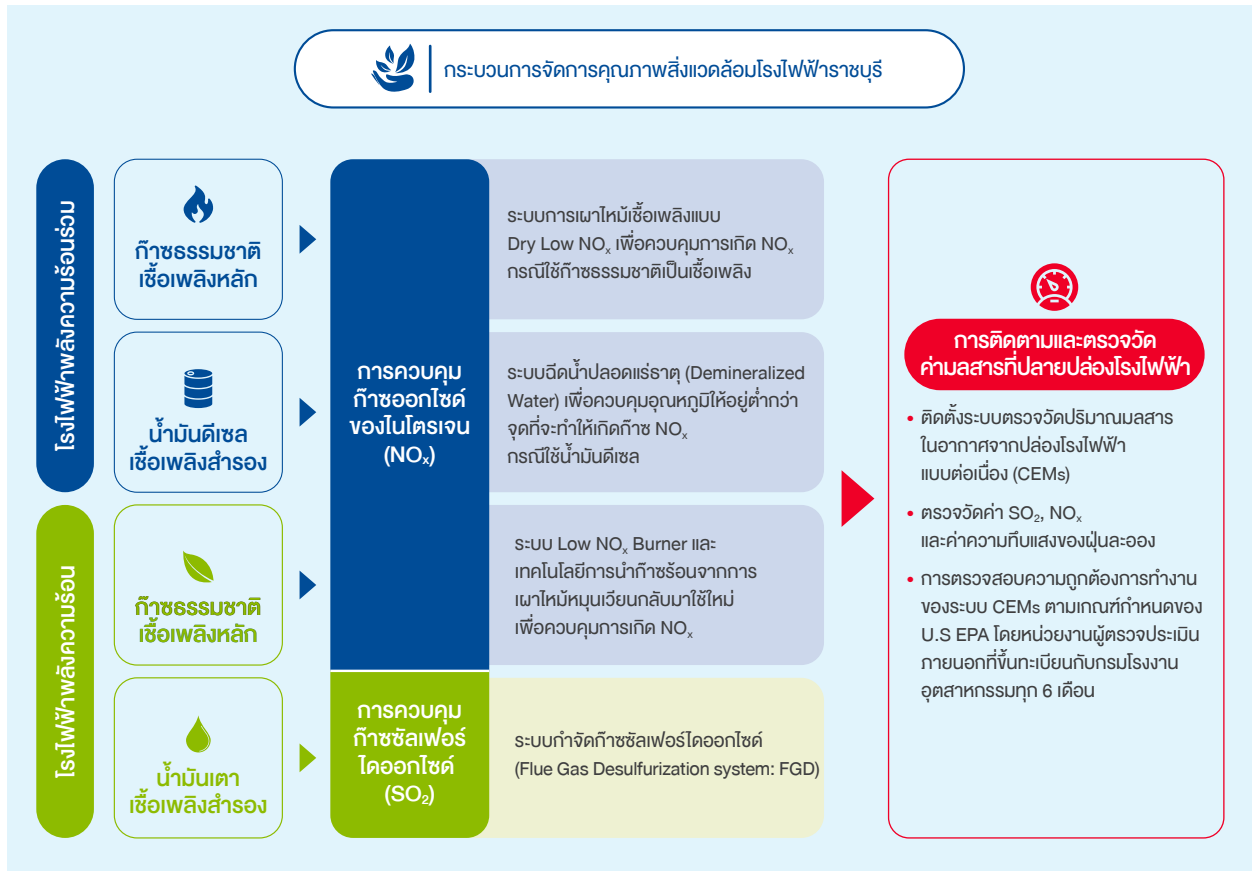 กระบวนการจัดการคุณภาพสิ่งแวดล้อมโรงไฟฟ้าราชบุรี
โรงไฟฟ้าพลังความร้อนร่วม
ก๊าซธรรมชาติ
เชื้อเพลิงหลัก
น้ำมันดีเซล
เชื้อเพลิงสำรอง
โรงไฟฟ้าพลังความร้อน
ก๊าซธรรมชาติ
เชื้อเพลิงหลัก
น้ำมันเตา
เชื้อเพลิงสำรอง
การควบคุม
ก๊าซออกไซด์
ของไนโตรเจน
(NOₓ)
ระบบการเผาไหม้เชื้อเพลิงแบบ
Dry Low NOₓ เพื่อควบคุมการเกิด NOₓ
กรณีใช้ก๊าซธรรมชาติเป็นเชื้อเพลิง
ระบบฉีดน้ำปลอดแร่ธาตุ (Demineralized
Water) เพื่อควบคุมอุณหภูมิให้อยู่ต่ำกว่า
จุดที่จะทำให้เกิดก๊าซ NOₓ
กรณีใช้น้ำมันดีเซล
ระบบ Low NOₓ Burner และ
เทคโนโลยีการนำก๊าซร้อนจากการ
เผาไหม้หมุนเวียนกลับมาใช้ใหม่
เพื่อควบคุมการเกิด NOₓ
การควบคุม
ก๊าซซัลเฟอร์
ไดออกไซด์
(SO₂)
ระบบกำจัดก๊าซซัลเฟอร์ไดออกไซด์
(Flue Gas Desulfurization system: FGD)
การติดตามและตรวจวัด
ค่ามลสารที่ปลายปล่องโรงไฟฟ้า
• ติดตั้งระบบตรวจวัดปริมาณมลสาร
ในอากาศจากปล่องโรงไฟฟ้า
แบบต่อเนื่อง (CEMs)
• ตรวจวัดค่า SO₂, NOₓ
และค่าความทึบแสงของฝุ่นละออง
• การตรวจสอบความถูกต้องการทำงาน
ของระบบ CEMs ตามเกณฑ์กำหนดของ
U.S EPA โดยหน่วยงานผู้ตรวจประเมิน
ภายนอกที่ขึ้นทะเบียนกับกรมโรงงาน
อุตสาหกรรมทุก 6 เดือน